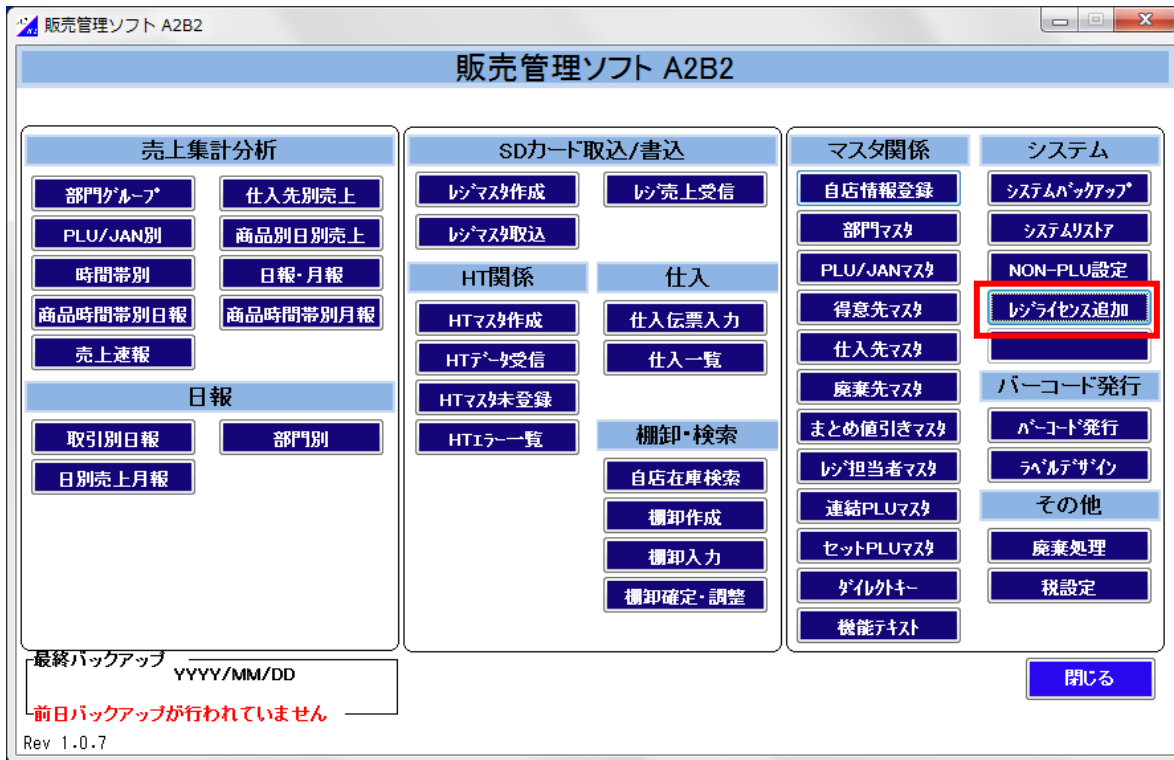 販売管理ソフト A2B2
販売管理ソフト A2B2
売上集計分析
部門ｸﾞﾙｰﾌﾟ
仕入先別売上
PLU/JAN別
商品別日別売上
時間帯別
日報･月報
商品時間帯別日報
商品時間帯別月報
売上速報
日報
取引別日報
部門別
日別売上月報
SDカード取込/書込
ﾚｼﾞﾏｽﾀ作成
ﾚｼﾞ売上受信
ﾚｼﾞﾏｽﾀ取込
HT関係
HTﾏｽﾀ作成
HTﾃﾞｰﾀ受信
HTﾏｽﾀ未登録
HTｴﾗｰ一覧
仕入
仕入伝票入力
仕入一覧
棚卸･検索
自店在庫検索
棚卸作成
棚卸入力
棚卸確定･調整
マスタ関係
自店情報登録
部門ﾏｽﾀ
PLU/JANﾏｽﾀ
得意先ﾏｽﾀ
仕入先ﾏｽﾀ
廃棄先ﾏｽﾀ
まとめ値引きﾏｽﾀ
ﾚｼﾞ担当者ﾏｽﾀ
連結PLUﾏｽﾀ
セットPLUﾏｽﾀ
ﾀﾞｲﾚｸﾄｷｰ
機能ﾃｷｽﾄ
システム
ｼｽﾃﾑﾊﾞｯｸｱｯﾌﾟ
ｼｽﾃﾑﾘｽﾄｱ
NON-PLU設定
ﾚｼﾞﾗｲｾﾝｽ追加
バーコード発行
ﾊﾞｰｺｰﾄﾞ発行
ﾗﾍﾞﾙﾃﾞｻﾞｲﾝ
その他
廃棄処理
税設定
最終バックアップ
YYYY/MM/DD
前日バックアップが行われていません
閉じる
Rev 1.0.7